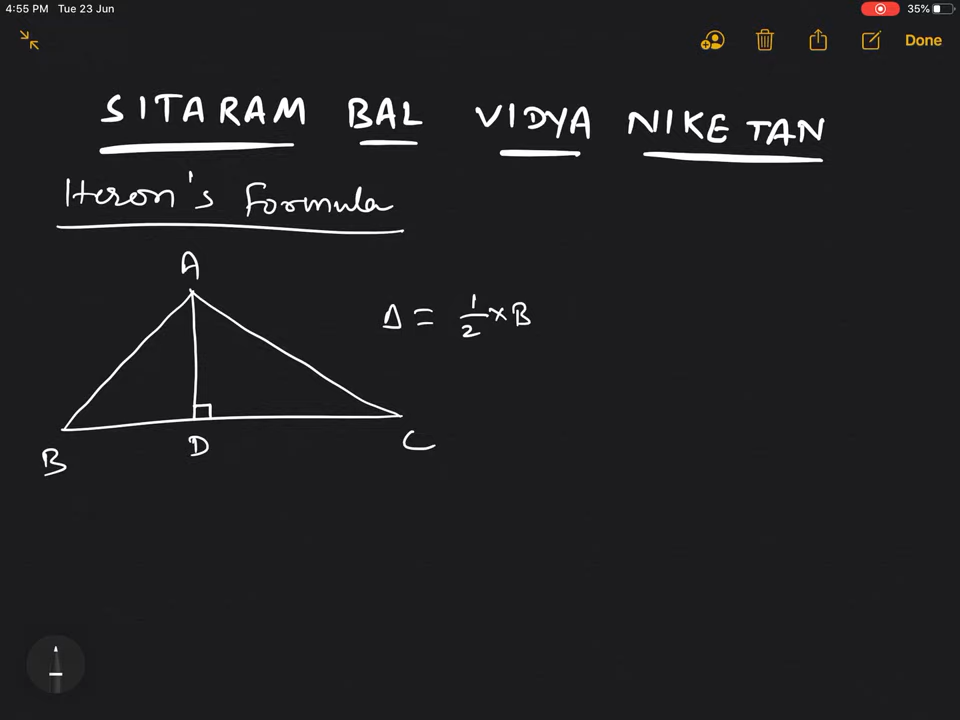 4:55 PM Tue 23 Jun 35%
Done
SITARAM BAL VIDYA NIKETAN
Heron's Formula
A
Δ = 1/2 × B
B D C